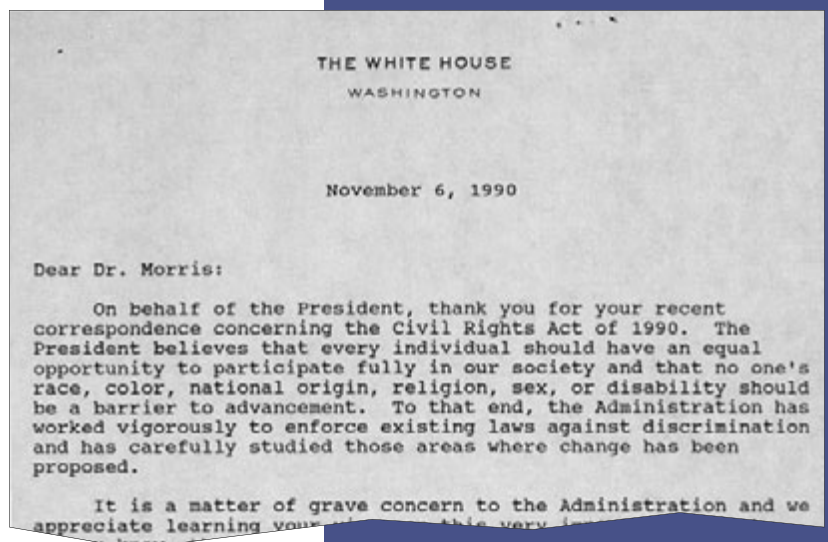 THE WHITE HOUSE
WASHINGTON
November 6, 1990
Dear Dr. Morris:
On behalf of the President, thank you for your recent
correspondence concerning the Civil Rights Act of 1990. The
President believes that every individual should have an equal
opportunity to participate fully in our society and that no one's
race, color, national origin, religion, sex, or disability should
be a barrier to advancement. To that end, the Administration has
worked vigorously to enforce existing laws against discrimination
and has carefully studied those areas where change has been
proposed.
It is a matter of grave concern to the Administration and we
appreciate learning your this very